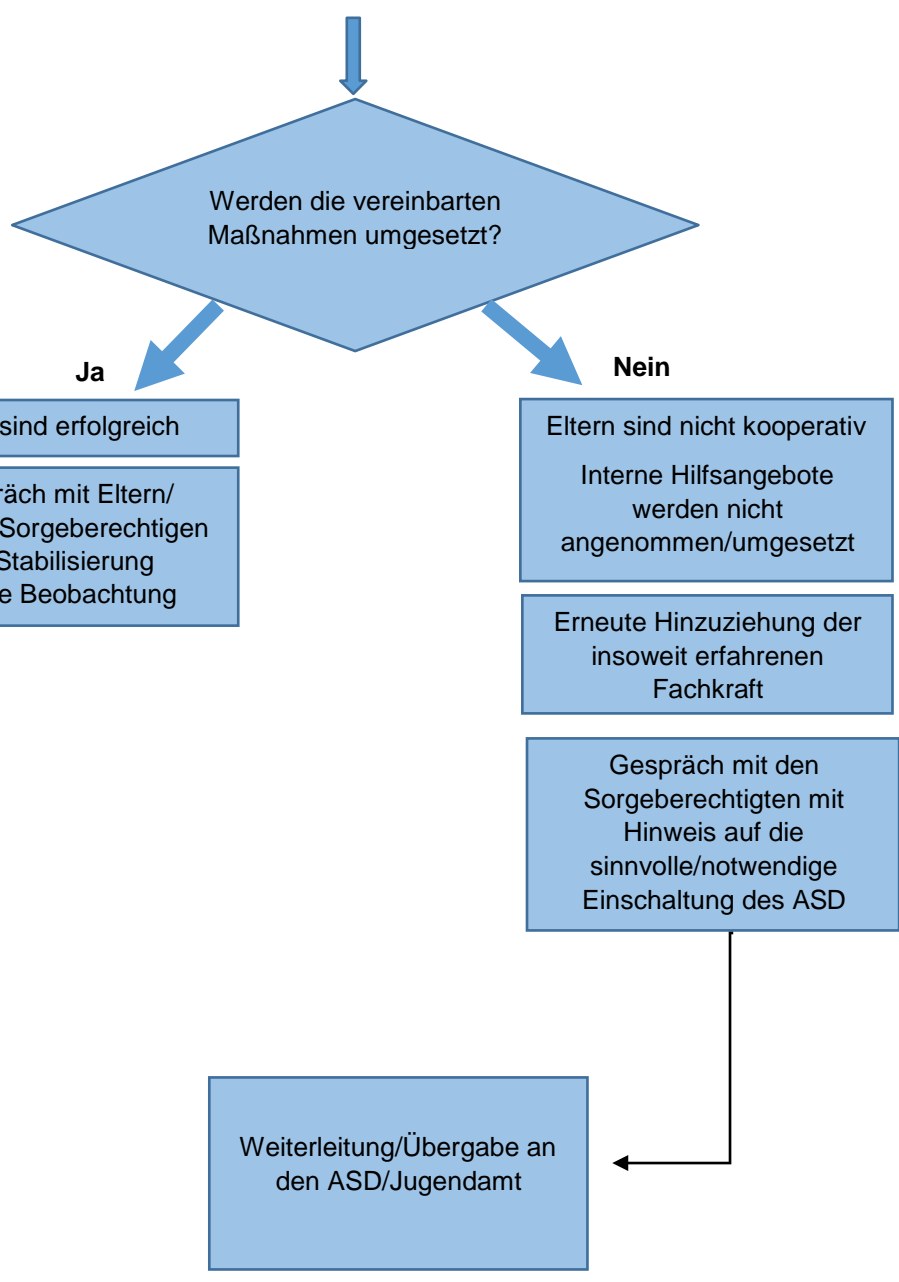 Werden die vereinbarten
Maßnahmen umgesetzt?
Ja
sind erfolgreich
mit Eltern/
Sorgeberechtigen
Stabilisierung
Beobachtung
Nein
Eltern sind nicht kooperativ
Interne Hilfsangebote
werden nicht
angenommen/umgesetzt
Erneute Hinzuziehung der
insoweit erfahrenen
Fachkraft
Gespräch mit den
Sorgeberechtigten mit
Hinweis auf die
sinnvolle/notwendige
Einschaltung des ASD
Weiterleitung/Übergabe an
den ASD/Jugendamt